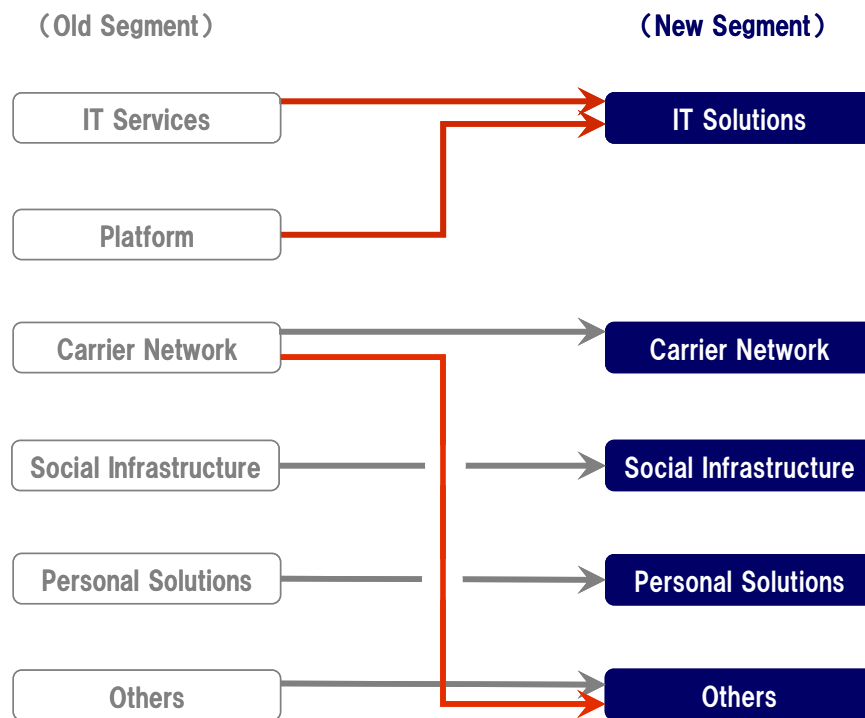 （Old Segment） （New Segment）
IT Services IT Solutions
Platform
Carrier Network Carrier Network
Social Infrastructure Social Infrastructure
Personal Solutions Personal Solutions
Others Others